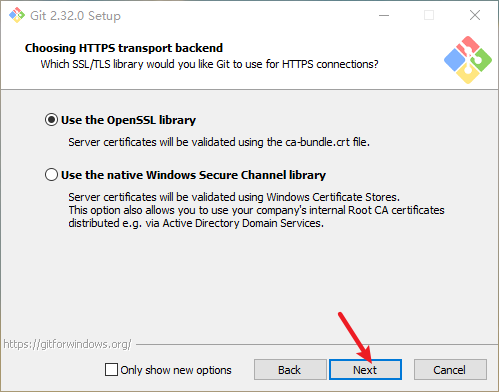 Git 2.32.0 Setup
Choosing HTTPS transport backend
Which SSL/TLS library would you like Git to use for HTTPS connections?
Use the OpenSSL library
Server certificates will be validated using the ca-bundle.crt file.
Use the native Windows Secure Channel library
Server certificates will be validated using Windows Certificate Stores.
This option also allows you to use your company's internal Root CA certificates
distributed e.g. via Active Directory Domain Services.
https://gitforwindows.org/
Only show new options
Back
Next
Cancel